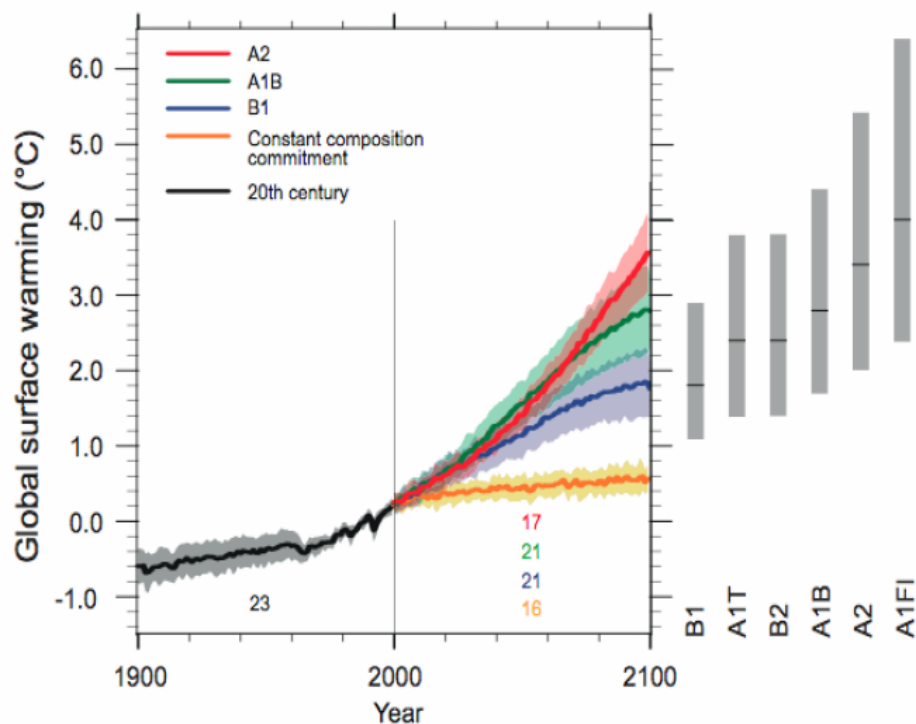 Global surface warming (°C)
6.0
5.0
4.0
3.0
2.0
1.0
0.0
-1.0
A2
A1B
B1
Constant composition
commitment
20th century
23
17
21
21
16
1900
2000
2100
Year
B1
A1T
B2
A1B
A2
A1FI